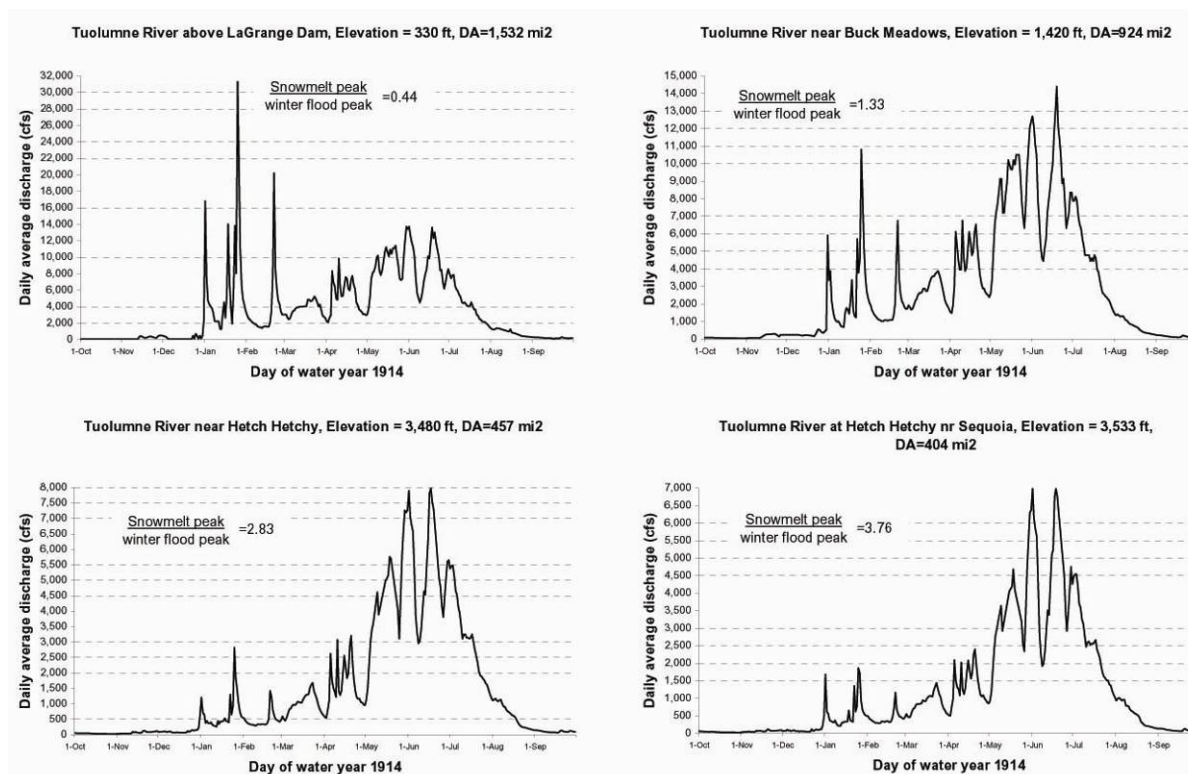 Tuolumne River above LaGrange Dam, Elevation = 330 ft, DA=1,532 mi2
Snowmelt peak
winter flood peak
=0.44
Daily average discharge (cfs)
32,000
30,000
28,000
26,000
24,000
22,000
20,000
18,000
16,000
14,000
12,000
10,000
8,000
6,000
4,000
2,000
0
1-Oct 1-Nov 1-Dec 1-Jan 1-Feb 1-Mar 1-Apr 1-May 1-Jun 1-Jul 1-Aug 1-Sep
Day of water year 1914
Tuolumne River near Buck Meadows, Elevation = 1,420 ft, DA=924 mi2
Snowmelt peak
winter flood peak
=1.33
Daily average discharge (cfs)
15,000
14,000
13,000
12,000
11,000
10,000
9,000
8,000
7,000
6,000
5,000
4,000
3,000
2,000
1,000
0
1-Oct 1-Nov 1-Dec 1-Jan 1-Feb 1-Mar 1-Apr 1-May 1-Jun 1-Jul 1-Aug 1-Sep
Day of water year 1914
Tuolumne River near Hetch Hetchy, Elevation = 3,480 ft, DA=457 mi2
Snowmelt peak
winter flood peak
=2.83
Daily average discharge (cfs)
8,000
7,500
7,000
6,500
6,000
5,500
5,000
4,500
4,000
3,500
3,000
2,500
2,000
1,500
1,000
500
0
1-Oct 1-Nov 1-Dec 1-Jan 1-Feb 1-Mar 1-Apr 1-May 1-Jun 1-Jul 1-Aug 1-Sep
Day of water year 1914
Tuolumne River at Hetch Hetchy nr Sequoia, Elevation = 3,533 ft,
DA=404 mi2
Snowmelt peak
winter flood peak
=3.76
Daily average discharge (cfs)
7,000
6,500
6,000
5,500
5,000
4,500
4,000
3,500
3,000
2,500
2,000
1,500
1,000
500
0
1-Oct 1-Nov 1-Dec 1-Jan 1-Feb 1-Mar 1-Apr 1-May 1-Jun 1-Jul 1-Aug 1-Sep
Day of water year 1914